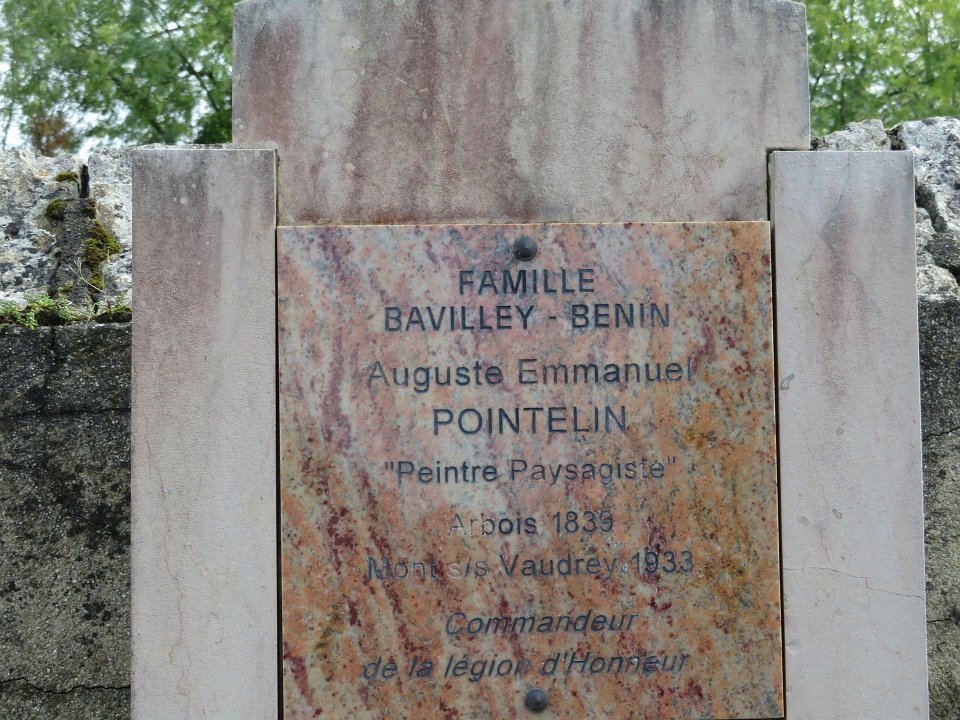 FAMILLE
BAVILLEY - BENIN
Auguste Emmanuel
POINTELIN
"Peintre Paysagiste"
Arbois 1839
Mont s/s Vaudrey 1933
Commandeur
de la légion d'Honneur